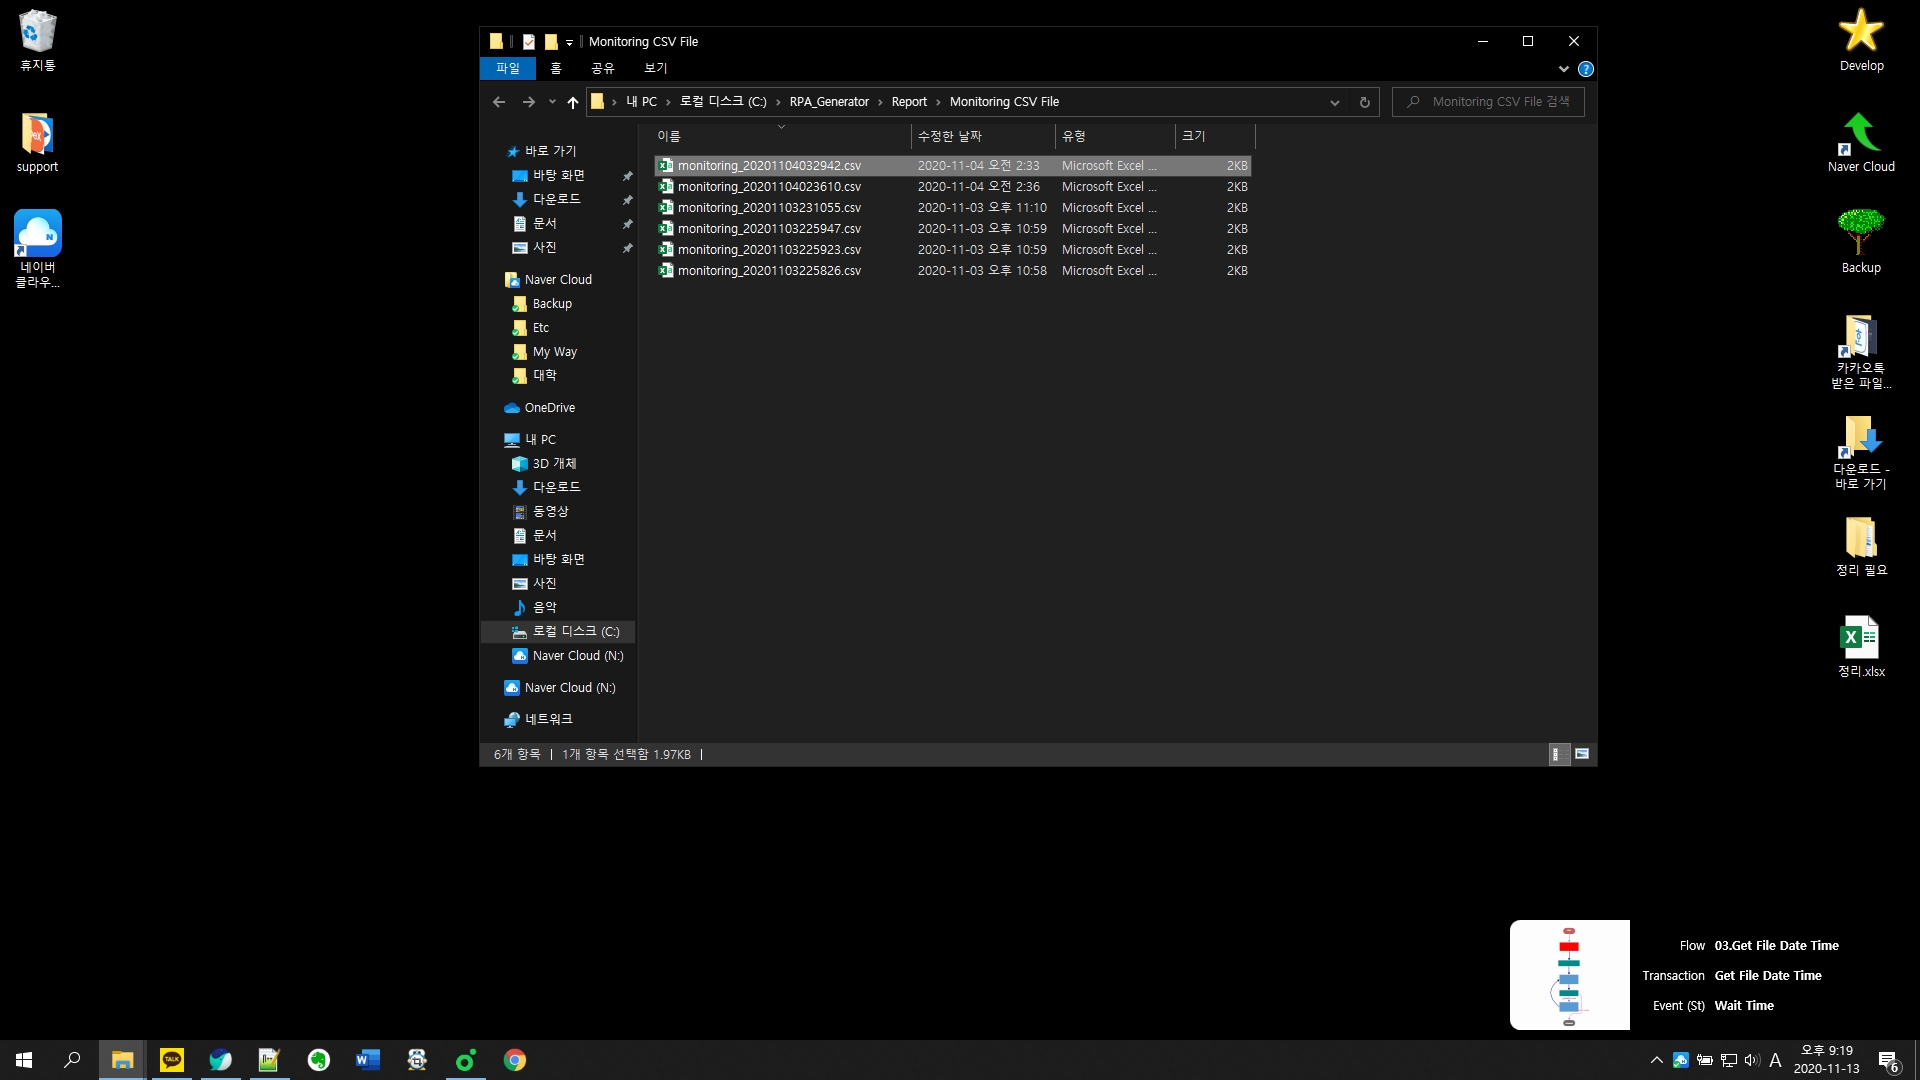 휴지통
support
네이버
클라우...
Monitoring CSV File
파일 홈 공유 보기
내 PC › 로컬 디스크 (C:) › RPA_Generator › Report › Monitoring CSV File
Monitoring CSV File 검색
바로 가기
바탕 화면
다운로드
문서
사진
Naver Cloud
Backup
Etc
My Way
대학
OneDrive
내 PC
3D 개체
다운로드
동영상
문서
바탕 화면
사진
음악
로컬 디스크 (C:)
Naver Cloud (N:)
Naver Cloud (N:)
네트워크
이름 수정한 날짜 유형 크기
monitoring_20201104032942.csv 2020-11-04 오전 2:33 Microsoft Excel ... 2KB
monitoring_20201104023610.csv 2020-11-04 오전 2:36 Microsoft Excel ... 2KB
monitoring_20201103231055.csv 2020-11-03 오후 11:10 Microsoft Excel ... 2KB
monitoring_20201103225947.csv 2020-11-03 오후 10:59 Microsoft Excel ... 2KB
monitoring_20201103225923.csv 2020-11-03 오후 10:59 Microsoft Excel ... 2KB
monitoring_20201103225826.csv 2020-11-03 오후 10:58 Microsoft Excel ... 2KB
6개 항목 | 1개 항목 선택함 1.97KB |
Develop
Naver Cloud
Backup
카카오톡
받은 파일...
다운로드 -
바로 가기
정리 필요
정리.xlsx
Flow 03.Get File Date Time
Transaction Get File Date Time
Event (St) Wait Time
TALK
A
오후 9:19
2020-11-13
6